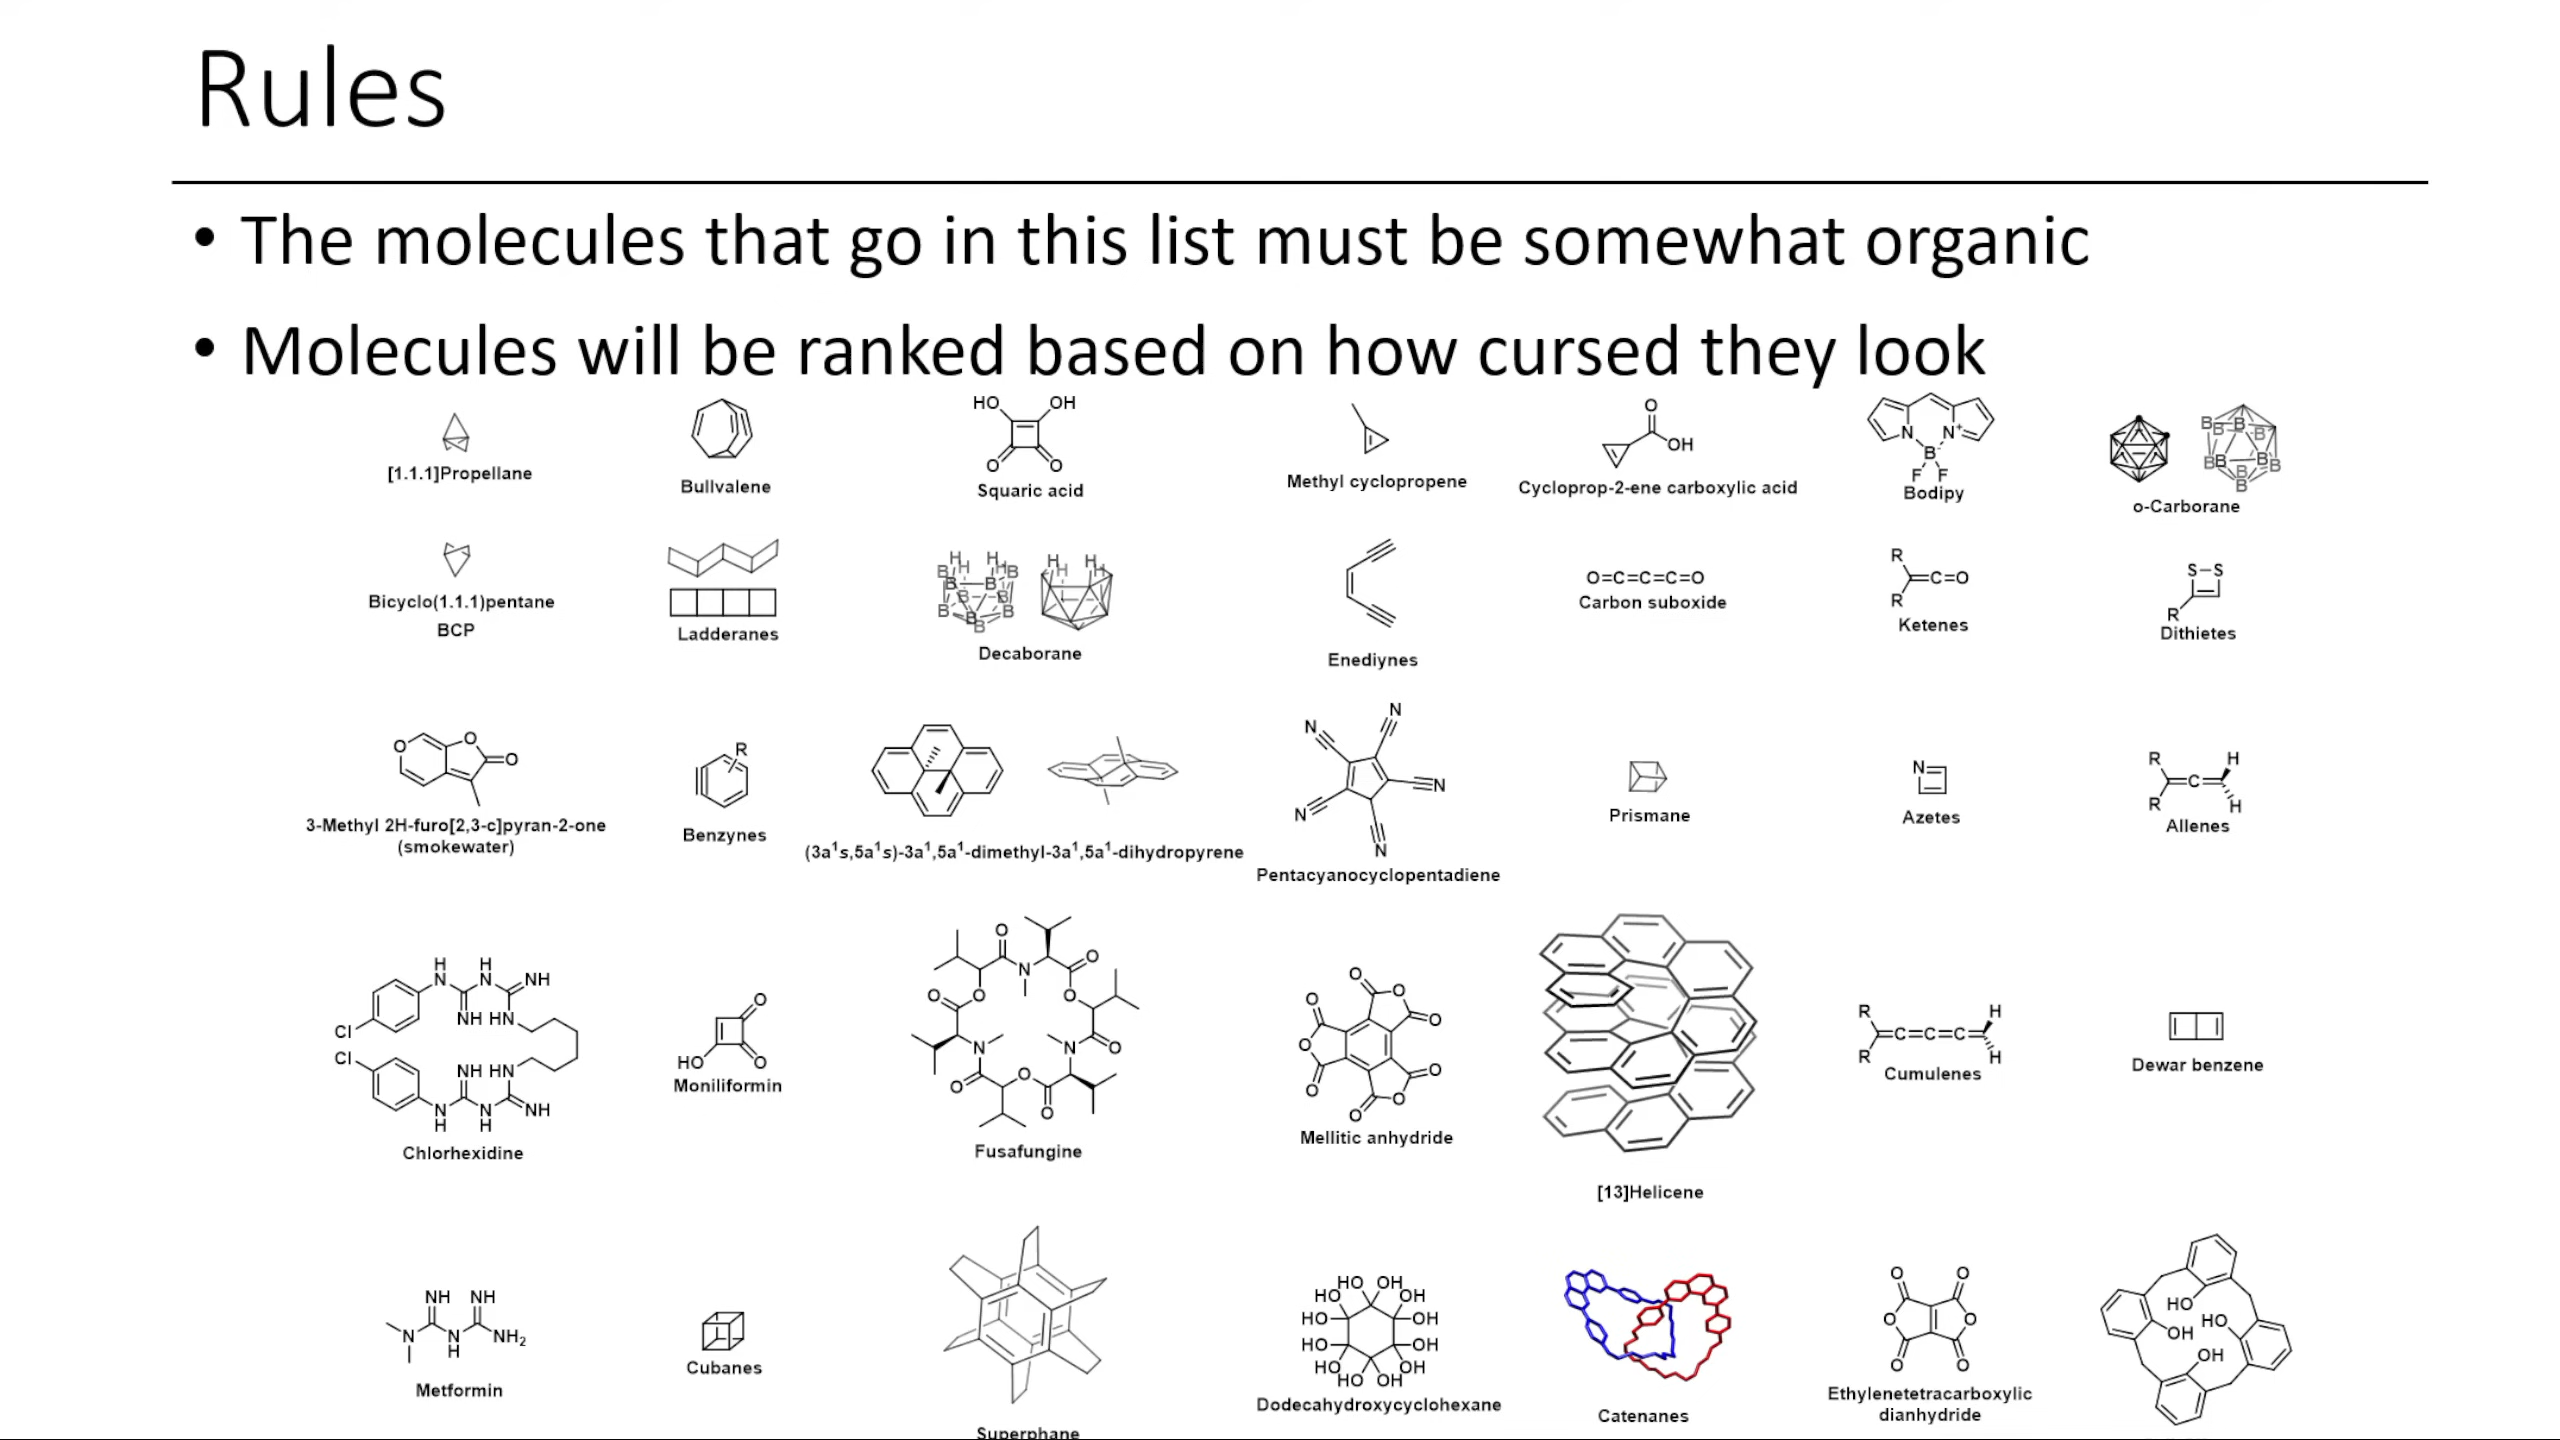 Rules
• The molecules that go in this list must be somewhat organic
• Molecules will be ranked based on how cursed they look
[1.1.1]Propellane
Bullvalene
HO OH
O O
Squaric acid
Methyl cyclopropene
O
OH
Cycloprop-2-ene carboxylic acid
N N+
B-
F F
Bodipy
B B B B B B B B B B
o-Carborane
Bicyclo(1.1.1)pentane
BCP
Ladderanes
H H H H
B B B B B B B B B B
H H H H
Decaborane
Enediynes
O=C=C=C=O
Carbon suboxide
R
C=O
R
Ketenes
S-S
R
Dithietes
O O O
3-Methyl 2H-furo[2,3-c]pyran-2-one
(smokewater)
R
Benzynes
(3a¹s,5a¹s)-3a¹,5a¹-dimethyl-3a¹,5a¹-dihydropyrene
N N
N N
N
Pentacyanocyclopentadiene
Prismane
N
Azetes
R H
C
R H
Allenes
H H
N N NH
NH HN
Cl
Cl
NH HN
N N NH
H H
Chlorhexidine
O
HO O
Moniliformin
O O
O N
O O O
N N O
O O O
O
Fusafungine
O O
O O
O
O O
O O
Mellitic anhydride
[13]Helicene
R H
C=C=C
R H
Cumulenes
Dewar benzene
NH NH
N N NH2
H
Metformin
Cubanes
Superphane
HO OH
HO OH
HO OH
HO OH
HO OH
HO OH
Dodecahydroxycyclohexane
Catenanes
O O
O O
O O
Ethylenetetracarboxylic
dianhydride
HO
OH HO
OH